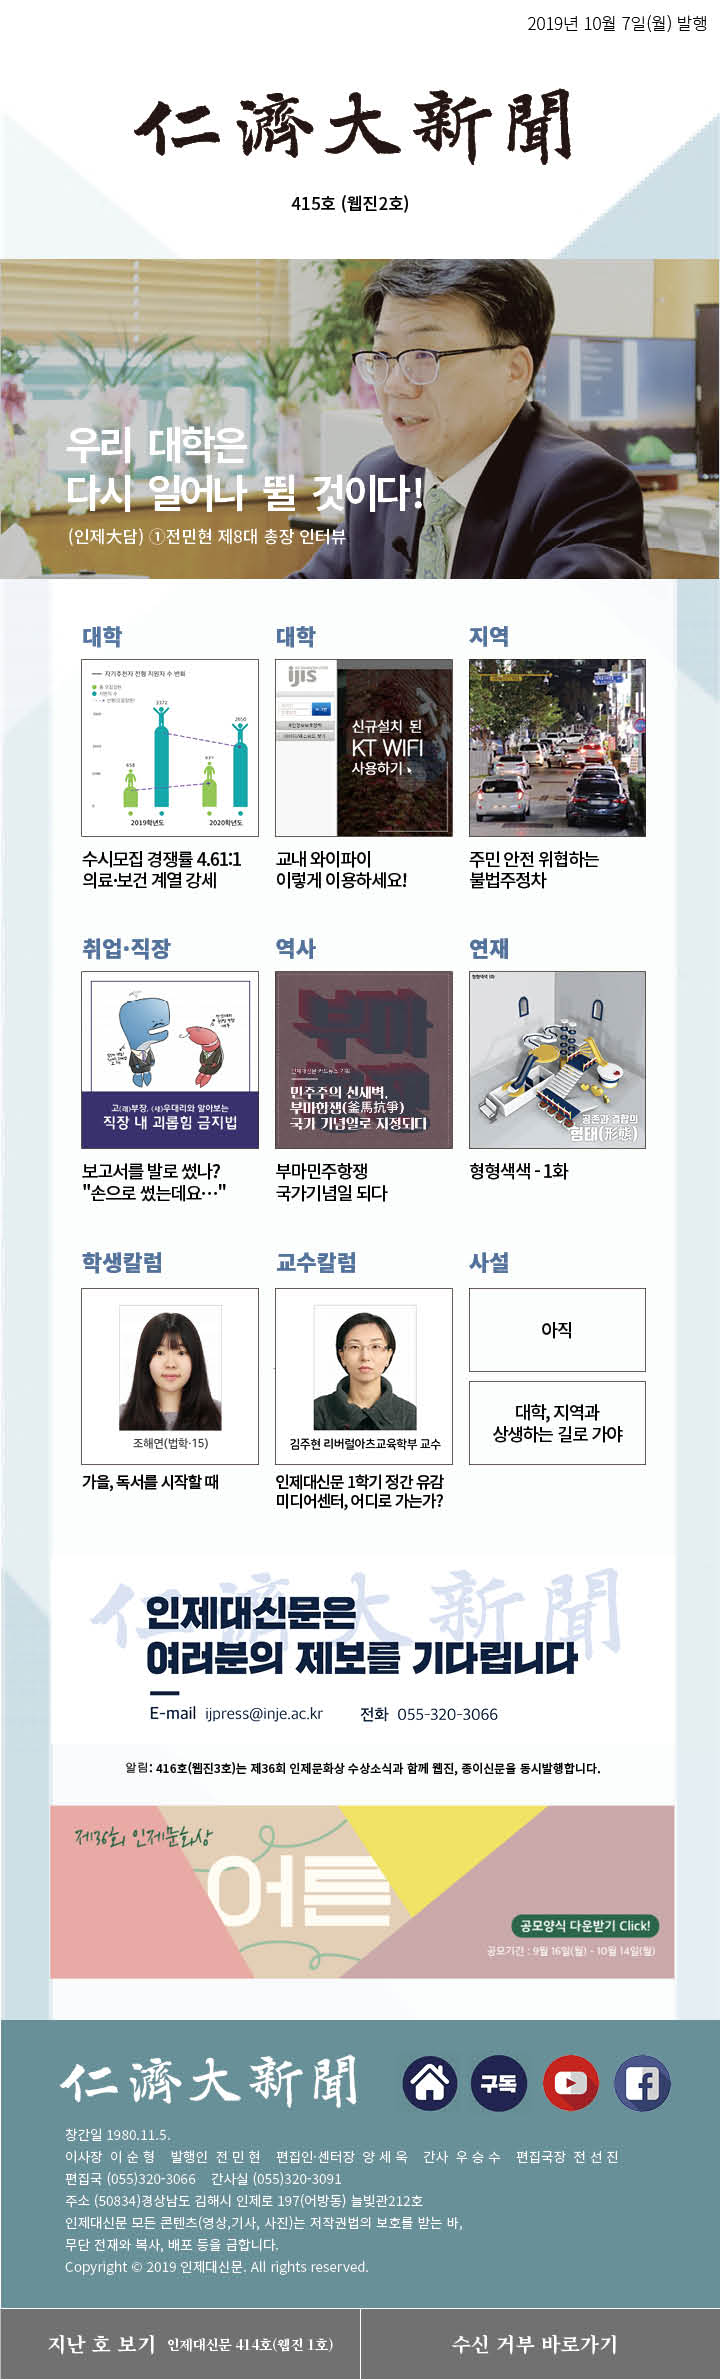 2019년 10월 7일(월) 발행
仁濟大新聞
415호 (웹진2호)
우리 대학은
다시 일어나 뛸 것이다!
(인제大담) ①전민현 제8대 총장 인터뷰
대학
대학
지역
자기추천자 전형 지원자 수 변화
658
3372
2650
2019학년도
2020학년도
ijis
신규설치 된
KT WIFI
사용하기
수시모집 경쟁률 4.61:1
의료·보건 계열 강세
교내 와이파이
이렇게 이용하세요!
주민 안전 위협하는
불법주정차
취업·직장
역사
연재
고(래)부장, (새)우대리와 알아보는
직장 내 괴롭힘 금지법
부마
인제대신문 카드뉴스 기획
민주주의 신새벽,
부마항쟁(釜馬抗爭)
국가 기념일로 지정되다
형형색색 1화
공존과 결합의
형태(形態)
보고서를 발로 썼나?
"손으로 썼는데요…"
부마민주항쟁
국가기념일 되다
형형색색 - 1화
학생칼럼
교수칼럼
사설
조해연(법학·15)
김주현 리버럴아츠교육학부 교수
아직
대학, 지역과
상생하는 길로 가야
가을, 독서를 시작할 때
인제대신문 1학기 정간 유감
미디어센터, 어디로 가는가?
仁濟大新聞
인제대신문은
여러분의 제보를 기다립니다
E-mail ijpress@inje.ac.kr 전화 055-320-3066
알림: 416호(웹진3호)는 제36회 인제문화상 수상소식과 함께 웹진, 종이신문을 동시발행합니다.
제36회 인제문화상
어른
공모양식 다운받기 Click!
공모기간 : 9월 16일(월) - 10월 14일(월)
仁濟大新聞
구독
창간일 1980.11.5.
이사장 이 순 형 발행인 전 민 현 편집인·센터장 양 세 욱 간사 우 승 수 편집국장 전 선 진
편집국 (055)320-3066 간사실 (055)320-3091
주소 (50834)경상남도 김해시 인제로 197(어방동) 늘빛관212호
인제대신문 모든 콘텐츠(영상,기사, 사진)는 저작권법의 보호를 받는 바,
무단 전재와 복사, 배포 등을 금합니다.
Copyright © 2019 인제대신문. All rights reserved.
지난 호 보기 인제대신문 414호(웹진 1호)
수신 거부 바로가기